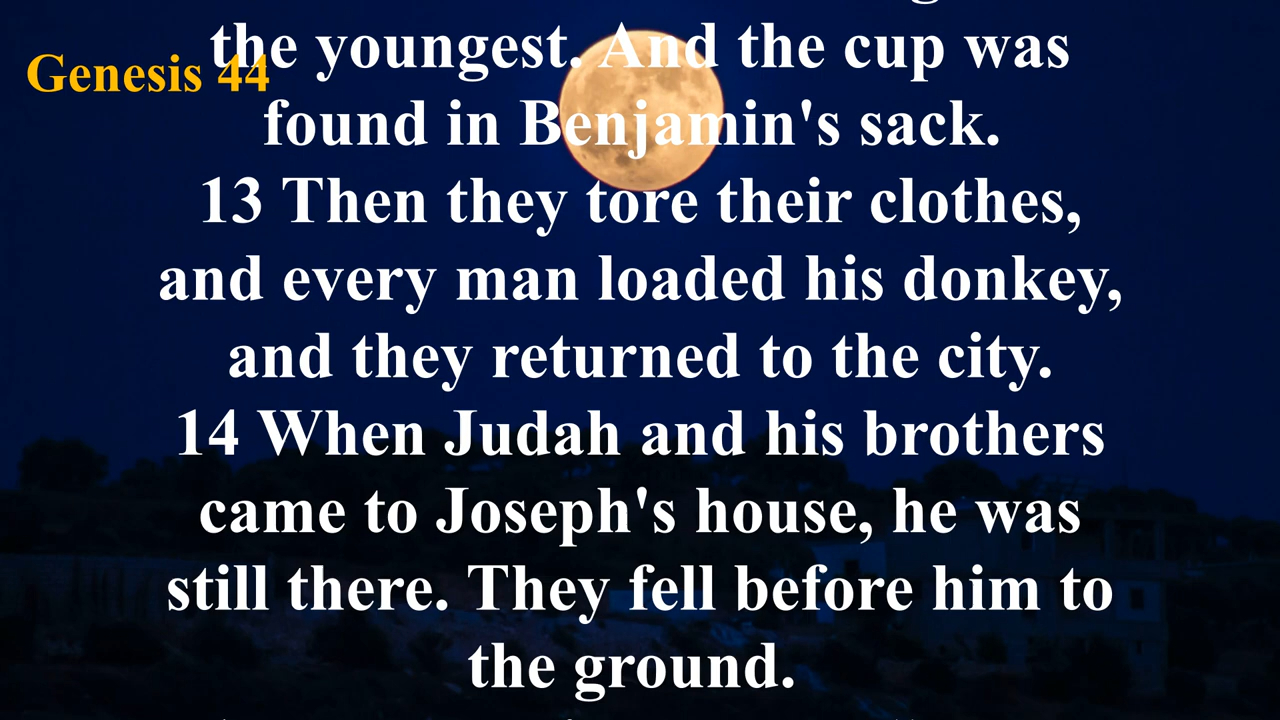 Genesis 44
the youngest. And the cup was
found in Benjamin's sack.
13 Then they tore their clothes,
and every man loaded his donkey,
and they returned to the city.
14 When Judah and his brothers
came to Joseph's house, he was
still there. They fell before him to
the ground.